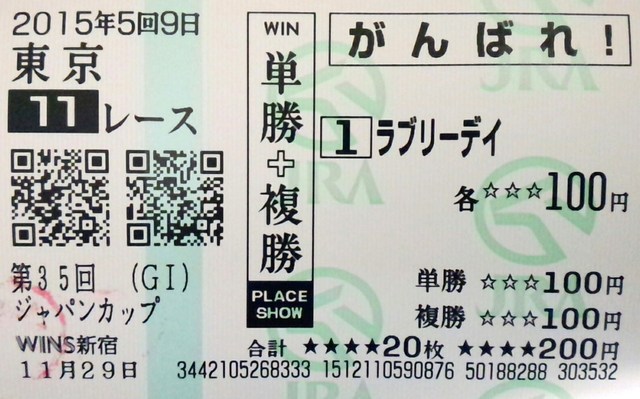 2015年5回9日
東京
11レース
第35回 (GI)
ジャパンカップ
WINS新宿
11月29日
WIN
単勝+複勝
PLACE
SHOW
がんばれ!
1 ラブリーデイ
各☆☆☆100円
単勝 ☆☆☆100円
複勝 ☆☆☆100円
合計 ★★★★20枚 ★★★★200円
3442105268333 1512110590876 50188288 303532
JRA
JRA
JRA
JRA